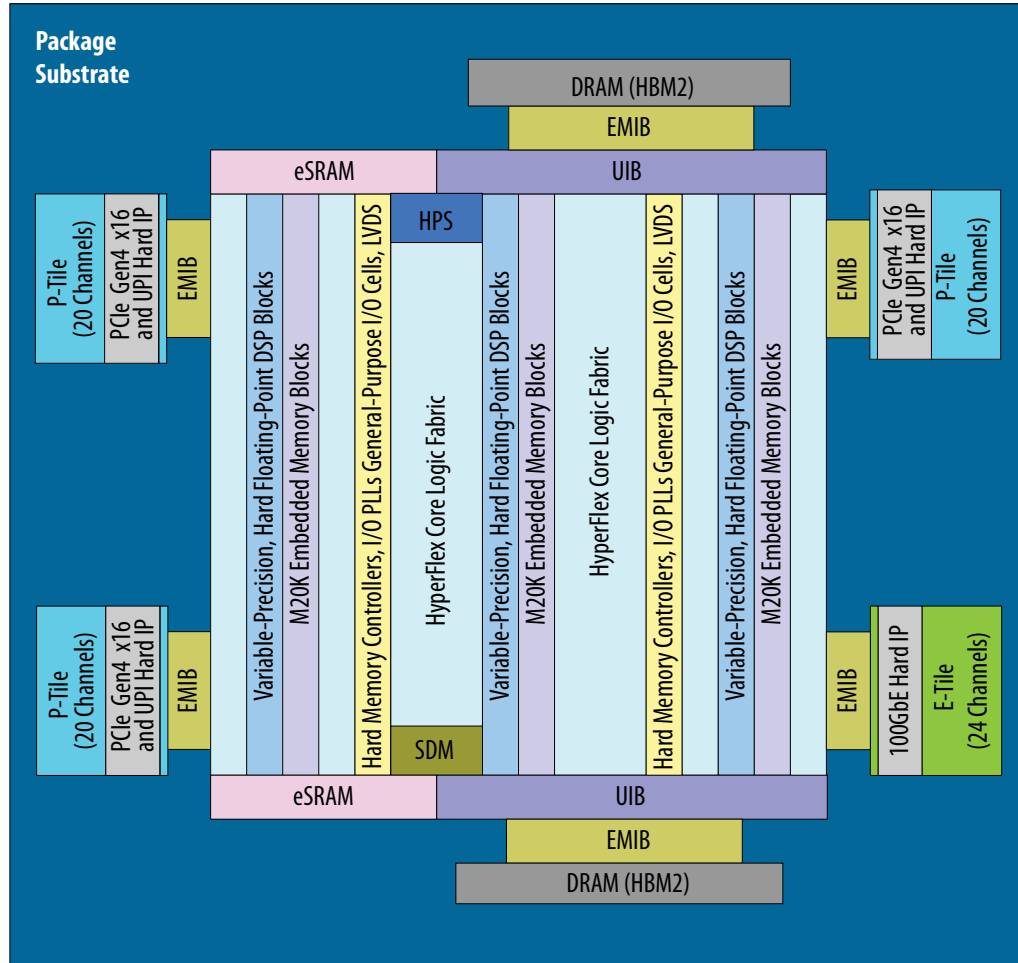 Package
Substrate
DRAM (HBM2)
EMIB
eSRAM
UIB
P-Tile
(20 Channels)
PCIe Gen4 x16
and UPI Hard IP
EMIB
HPS
EMIB
PCIe Gen4 x16
and UPI Hard IP
P-Tile
(20 Channels)
Variable-Precision, Hard Floating-Point DSP Blocks
M20K Embedded Memory Blocks
Hard Memory Controllers, I/O PLLs General-Purpose I/O Cells, LVDS
HyperFlex Core Logic Fabric
Variable-Precision, Hard Floating-Point DSP Blocks
M20K Embedded Memory Blocks
HyperFlex Core Logic Fabric
Hard Memory Controllers, I/O PLLs General-Purpose I/O Cells, LVDS
Variable-Precision, Hard Floating-Point DSP Blocks
M20K Embedded Memory Blocks
P-Tile
(20 Channels)
PCIe Gen4 x16
and UPI Hard IP
EMIB
SDM
EMIB
100GbE Hard IP
E-Tile
(24 Channels)
eSRAM
UIB
EMIB
DRAM (HBM2)